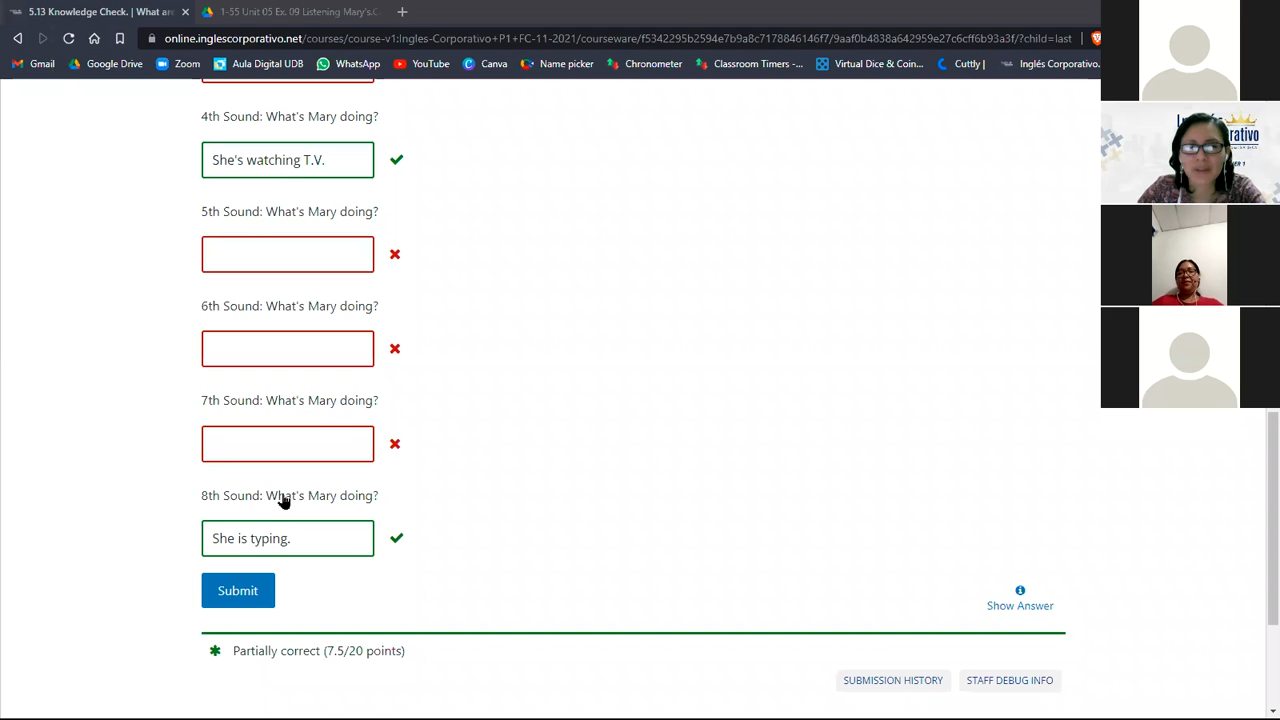 5.13 Knowledge Check. | What are
1-55 Unit 05 Ex. 09 Listening Mary's.C
online.inglescorporativo.net/courses/course-v1:Ingles-Corporativo+P1+FC-11-2021/courseware/f5342295b2594e7b9a8c7178846146f7/9aaf0b4838a642959e27c6cff6b93a3f/?child=last
Gmail Google Drive Zoom Aula Digital UDB WhatsApp YouTube Canva Name picker Chronometer Classroom Timer -... Virtual Dice & Coin... Cuttly | Inglés Corporativo.
4th Sound: What's Mary doing?
She's watching T.V.
5th Sound: What's Mary doing?
6th Sound: What's Mary doing?
7th Sound: What's Mary doing?
8th Sound: What's Mary doing?
She is typing.
Submit
Show Answer
Partially correct (7.5/20 points)
SUBMISSION HISTORY STAFF DEBUG INFO